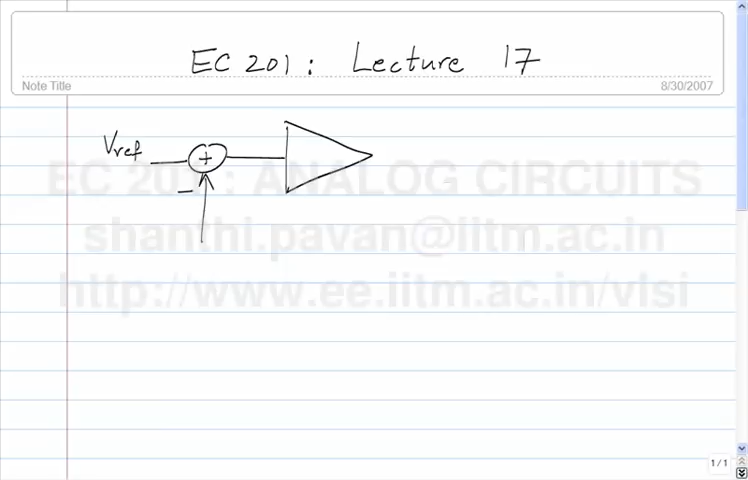 EC 201 : Lecture 17
Note Title
8/30/2007
Vref
+
−
EC 201 : ANALOG CIRCUITS
shanthi.pavan@iitm.ac.in
http://www.ee.iitm.ac.in/vlsi
1/1